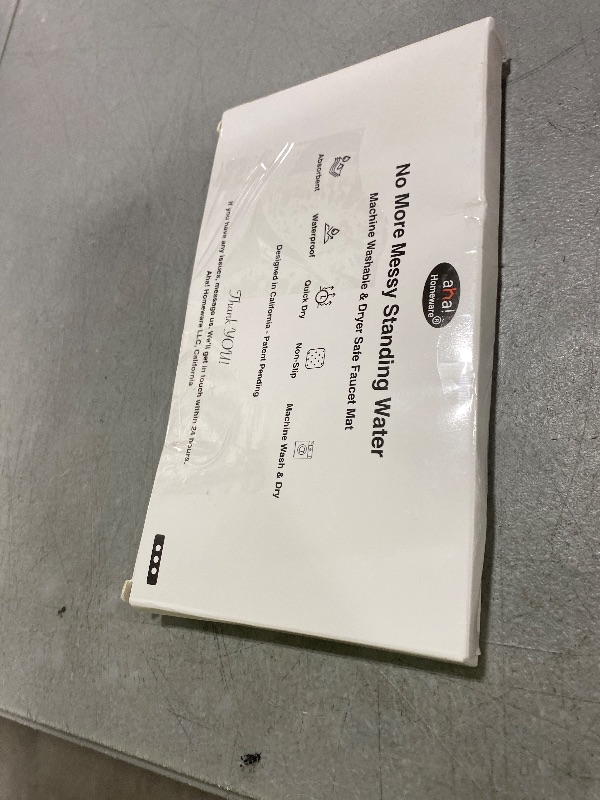 aha!
Homeware®
No More Messy Standing Water
Machine Washable & Dryer Safe Faucet Mat
Absorbent
Waterproof
Quick Dry
Non-Slip
Machine Wash & Dry
Designed in California - Patent Pending
Thank YOU!
If you have any issues, message us. We'll get in touch within 24 hours.
Aha! Homeware LLC, California